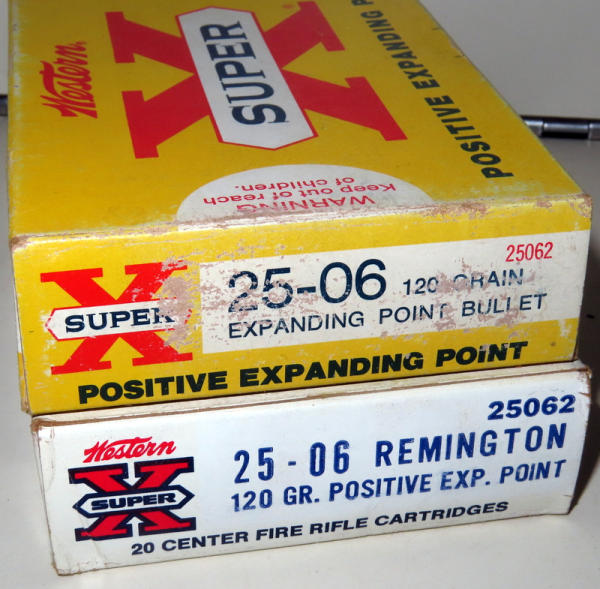 Western
X
SUPER
POSITIVE EXPANDING P
WARNING
Keep out of reach
of children.
25062
X
SUPER
25-06 120 GRAIN
EXPANDING POINT BULLET
POSITIVE EXPANDING POINT
25062
Western
X
SUPER
25-06 REMINGTON
120 GR. POSITIVE EXP. POINT
20 CENTER FIRE RIFLE CARTRIDGES